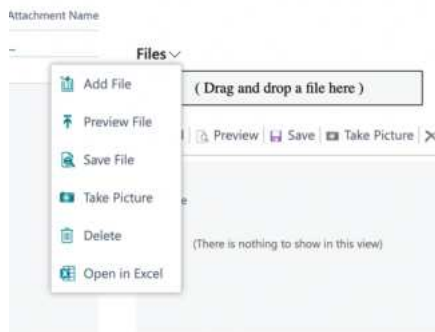 Attachment Name
Files
Add File
( Drag and drop a file here )
Preview File
Preview Save Take Picture
Save File
Take Picture
Delete
(There is nothing to show in this view)
Open in Excel